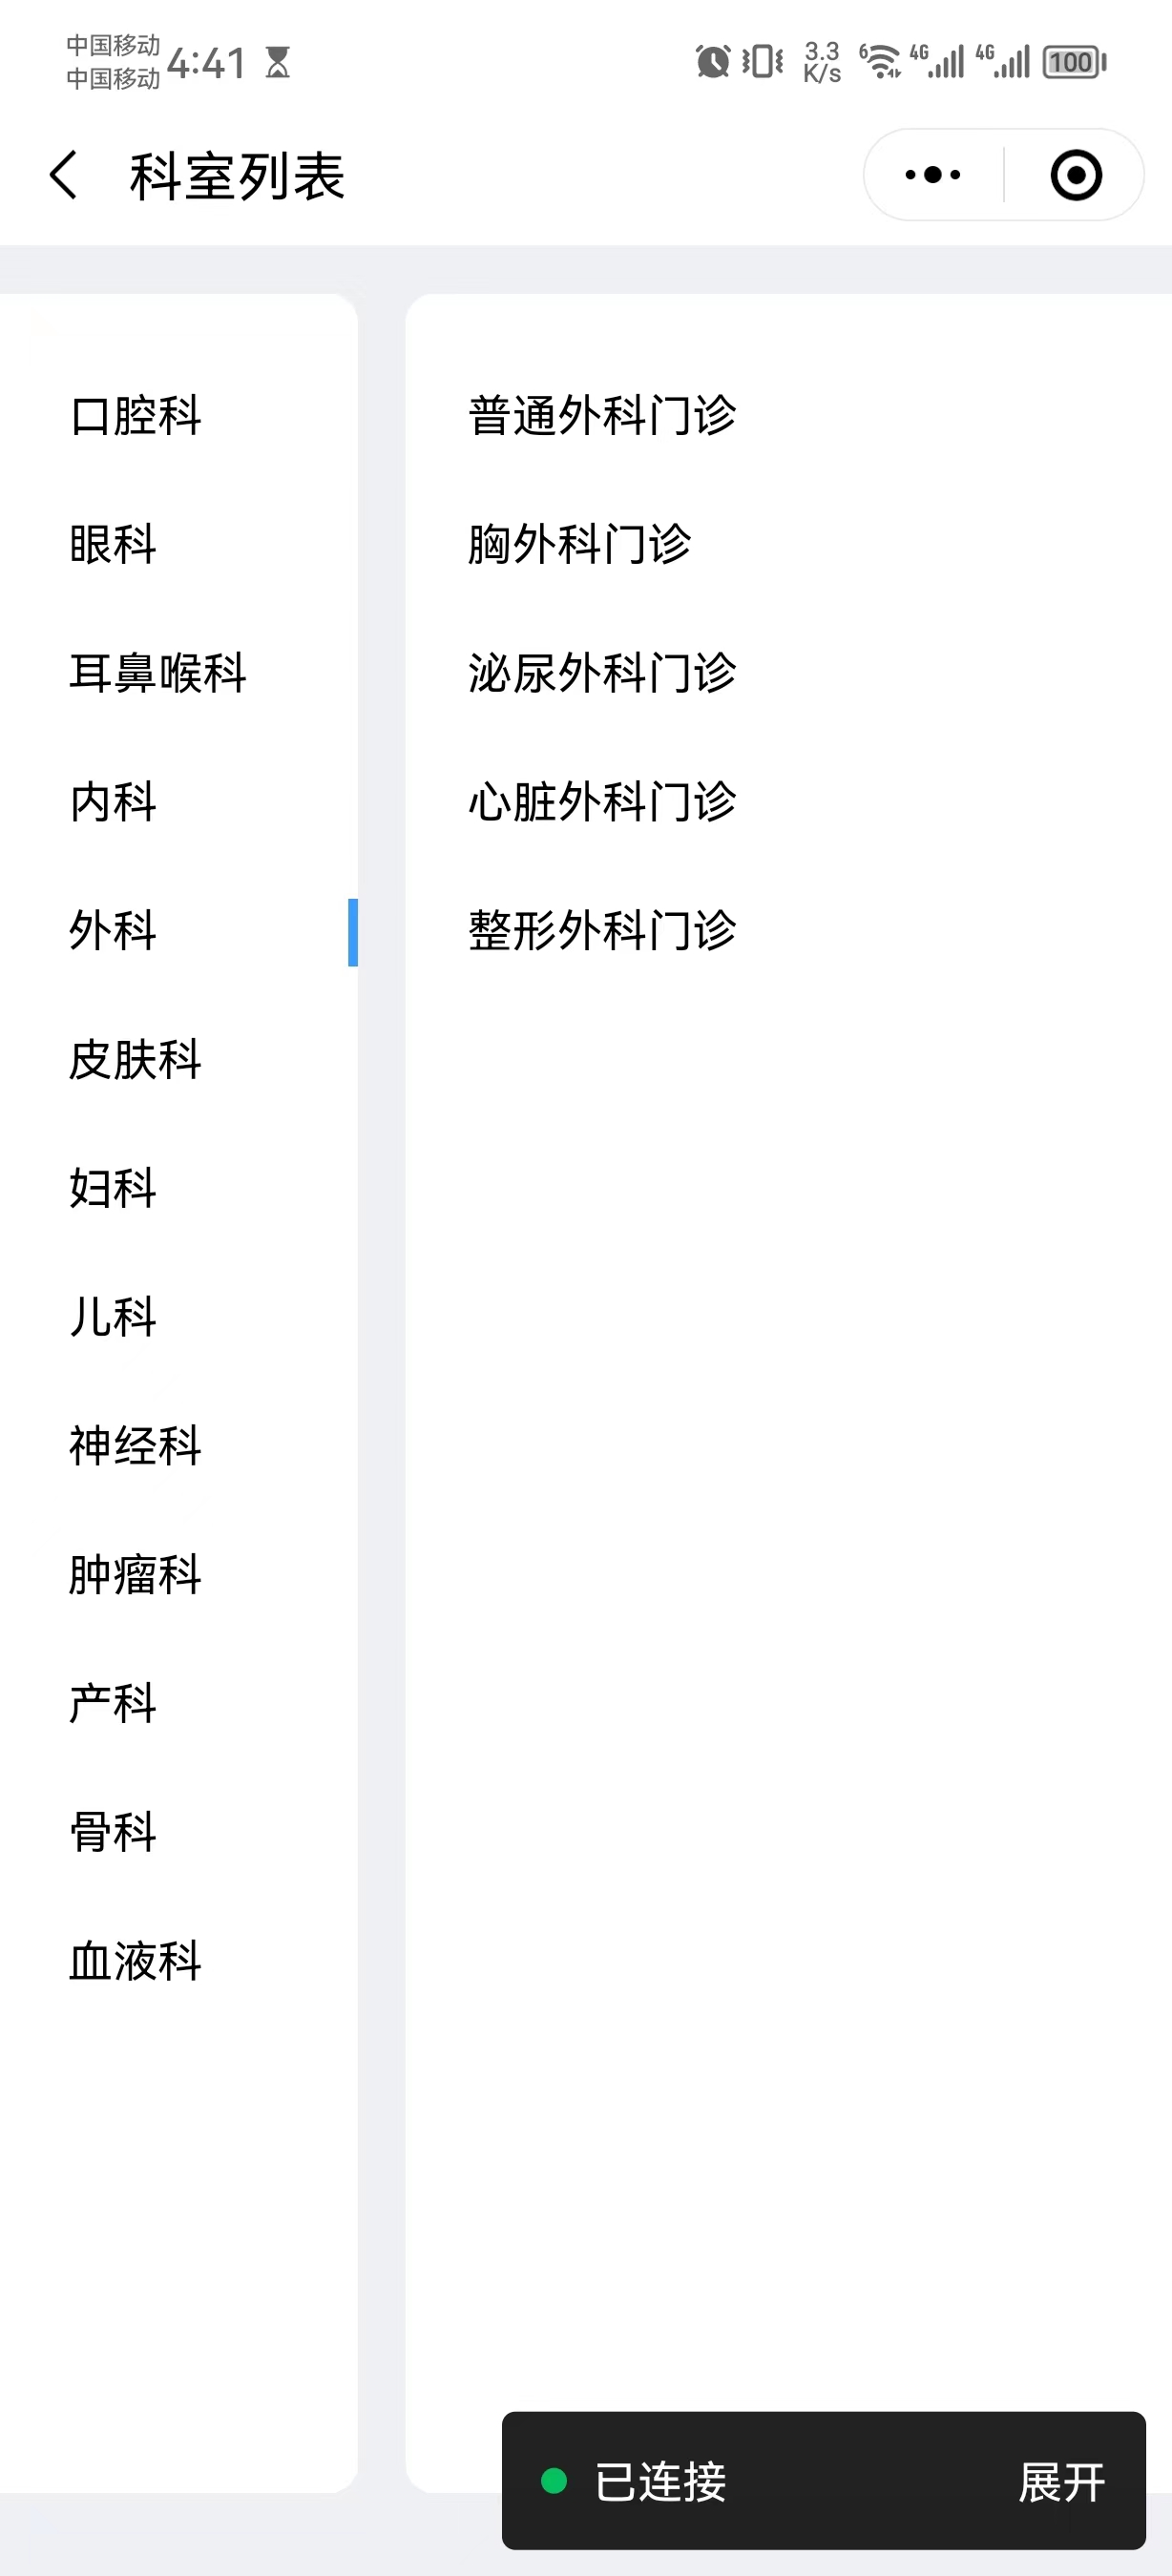 中国移动
中国移动
4:41
3.3
K/s
6
4G
4G
100
科室列表
口腔科
眼科
耳鼻喉科
内科
外科
皮肤科
妇科
儿科
神经科
肿瘤科
产科
骨科
血液科
普通外科门诊
胸外科门诊
泌尿外科门诊
心脏外科门诊
整形外科门诊
已连接
展开